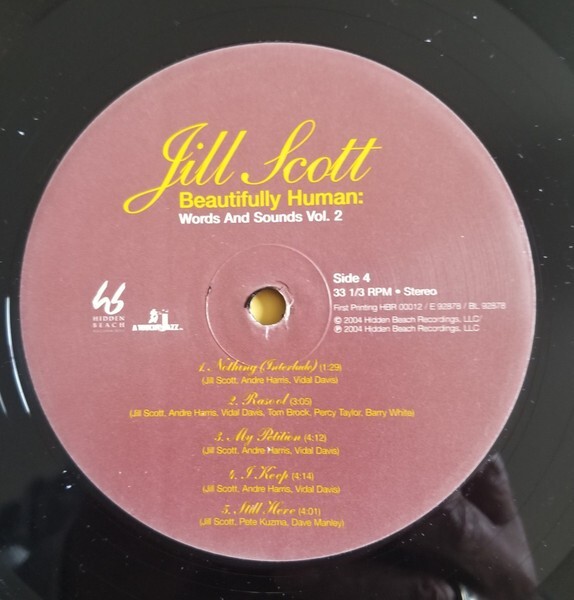 Jill Scott
Beautifully Human:
Words And Sounds Vol. 2
Side 4
33 1/3 RPM • Stereo
First Printing HBR 00012 / E 92878 / BL 92878
© 2004 Hidden Beach Recordings, LLC/
℗ 2004 Hidden Beach Recordings, LLC
HIDDEN
BEACH
1. Nothing (Interlude) (1:29)
(Jill Scott, Andre Harris, Vidal Davis)
2. Rasool (3:05)
(Jill Scott, Andre Harris, Vidal Davis, Tom Brock, Percy Taylor, Barry White)
3. My Petition (4:12)
(Jill Scott, Andre Harris, Vidal Davis)
4. I Keep (4:14)
(Jill Scott, Andre Harris, Vidal Davis)
5. Still Here (4:01)
(Jill Scott, Pete Kuzma, Dave Manley)